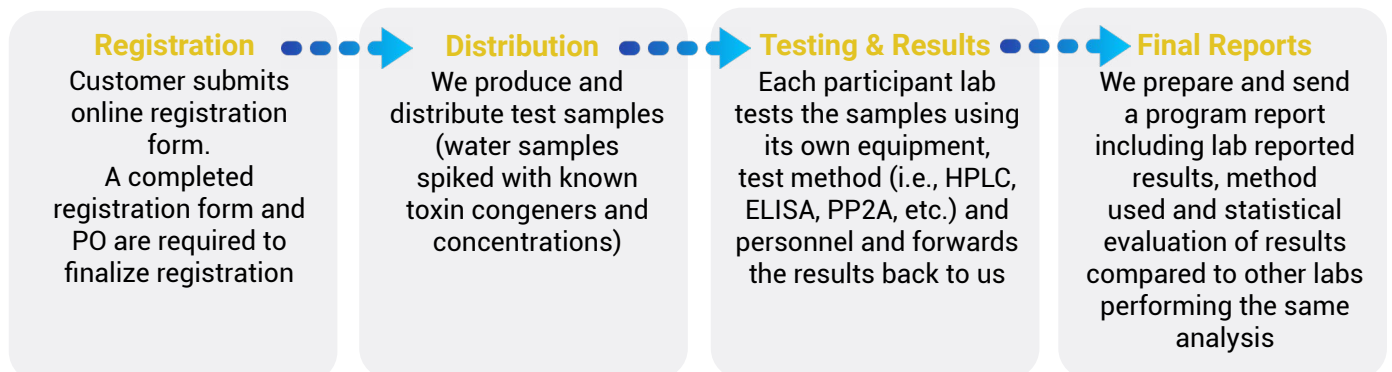 Registration
Customer submits
online registration
form.
A completed
registration form and
PO are required to
finalize registration
Distribution
We produce and
distribute test samples
(water samples
spiked with known
toxin congeners and
concentrations)
Testing & Results
Each participant lab
tests the samples using
its own equipment,
test method (i.e., HPLC,
ELISA, PP2A, etc.) and
personnel and forwards
the results back to us
Final Reports
We prepare and send
a program report
including lab reported
results, method
used and statistical
evaluation of results
compared to other labs
performing the same
analysis